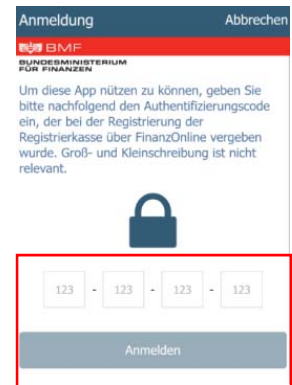 Anmeldung Abbrechen
BMF
BUNDESMINISTERIUM
FÜR FINANZEN
Um diese App nützen zu können, geben Sie
bitte nachfolgend den Authentifizierungscode
ein, der bei der Registrierung der
Registrierkasse über FinanzOnline vergeben
wurde. Groß- und Kleinschreibung ist nicht
relevant.
123 - 123 - 123 - 123
Anmelden